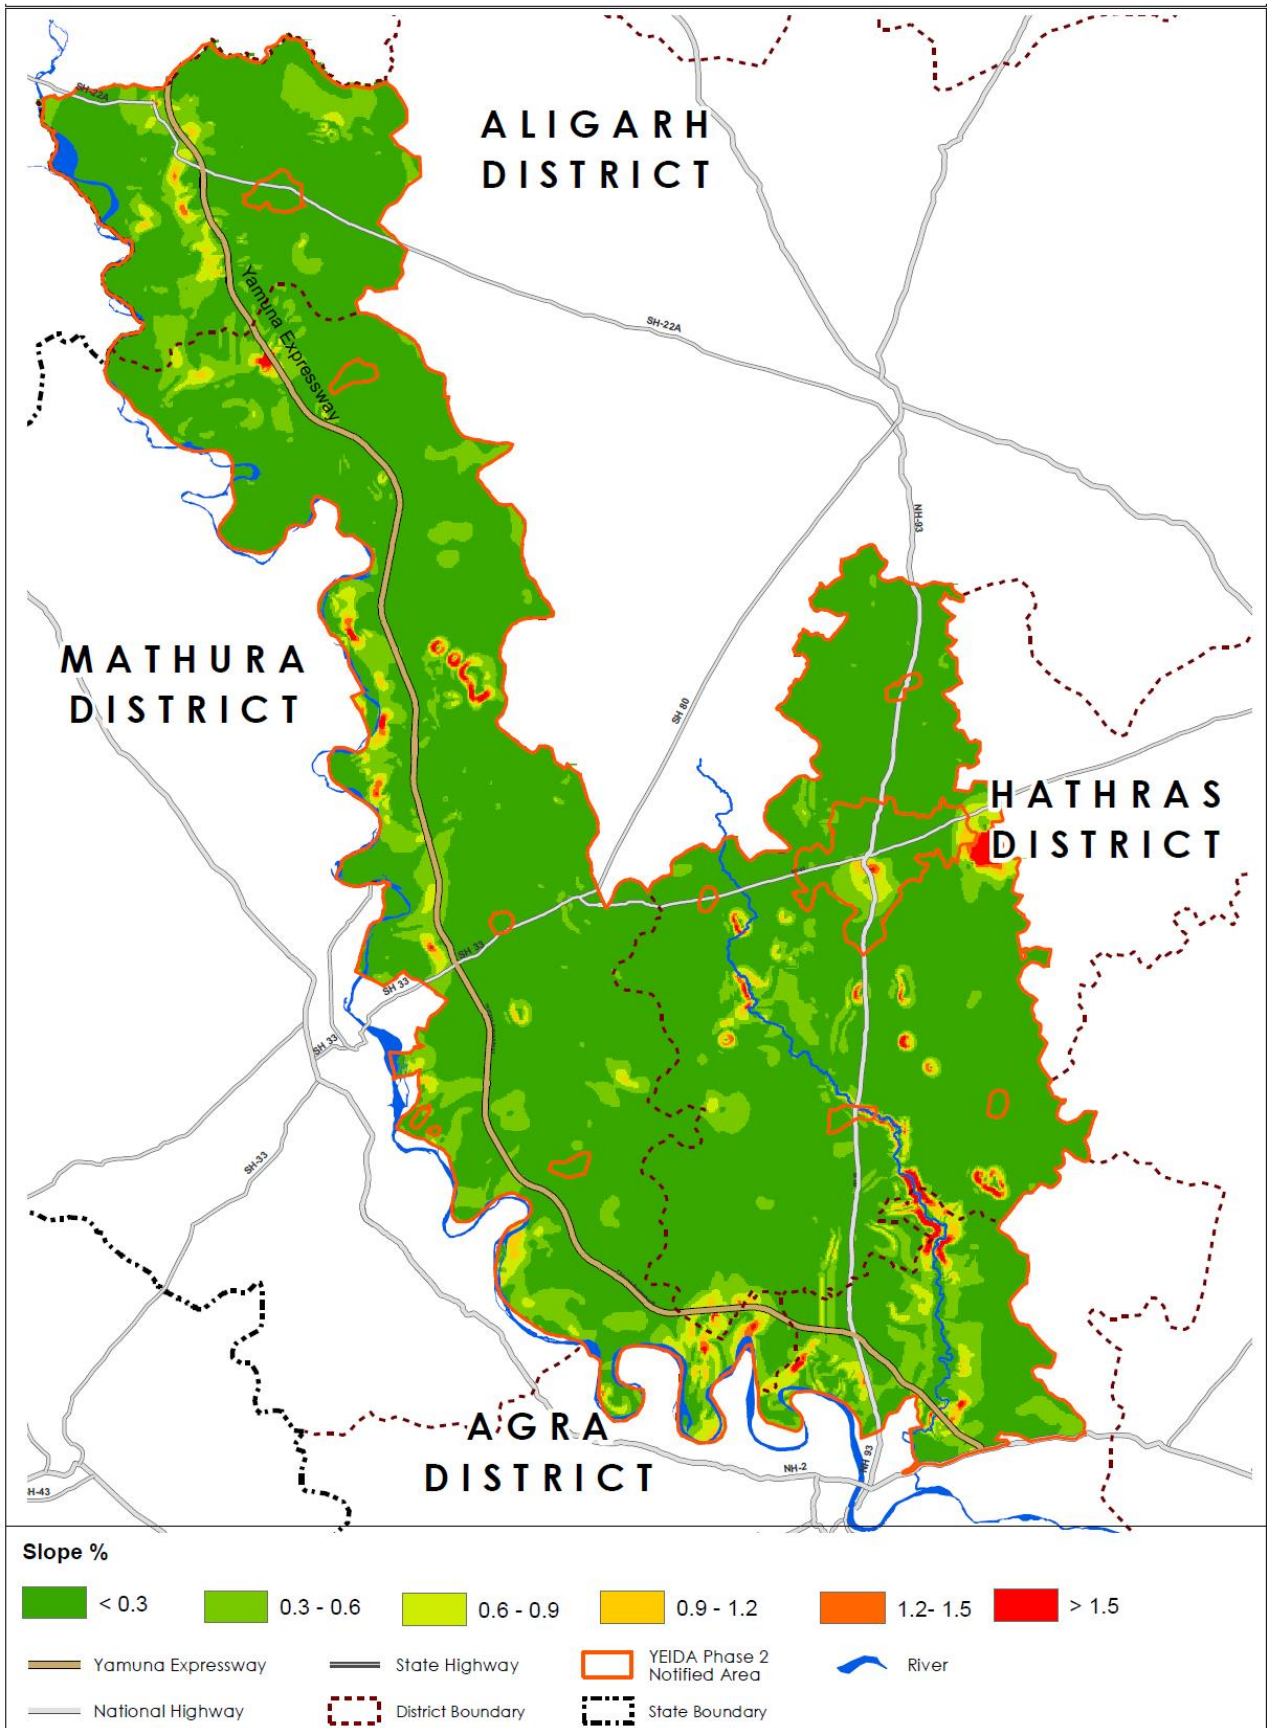 SH-22A
ALIGARH
DISTRICT
Yamuna Expressway
SH-22A
NH-93
MATHURA
DISTRICT
SH 80
HATHRAS
DISTRICT
SH 33
SH 33
SH 33
SH-33
AGRA
DISTRICT
NH 93
NH-2
H-43
Slope %
< 0.3
0.3 - 0.6
0.6 - 0.9
0.9 - 1.2
1.2- 1.5
> 1.5
Yamuna Expressway
State Highway
YEIDA Phase 2
Notified Area
River
National Highway
District Boundary
State Boundary